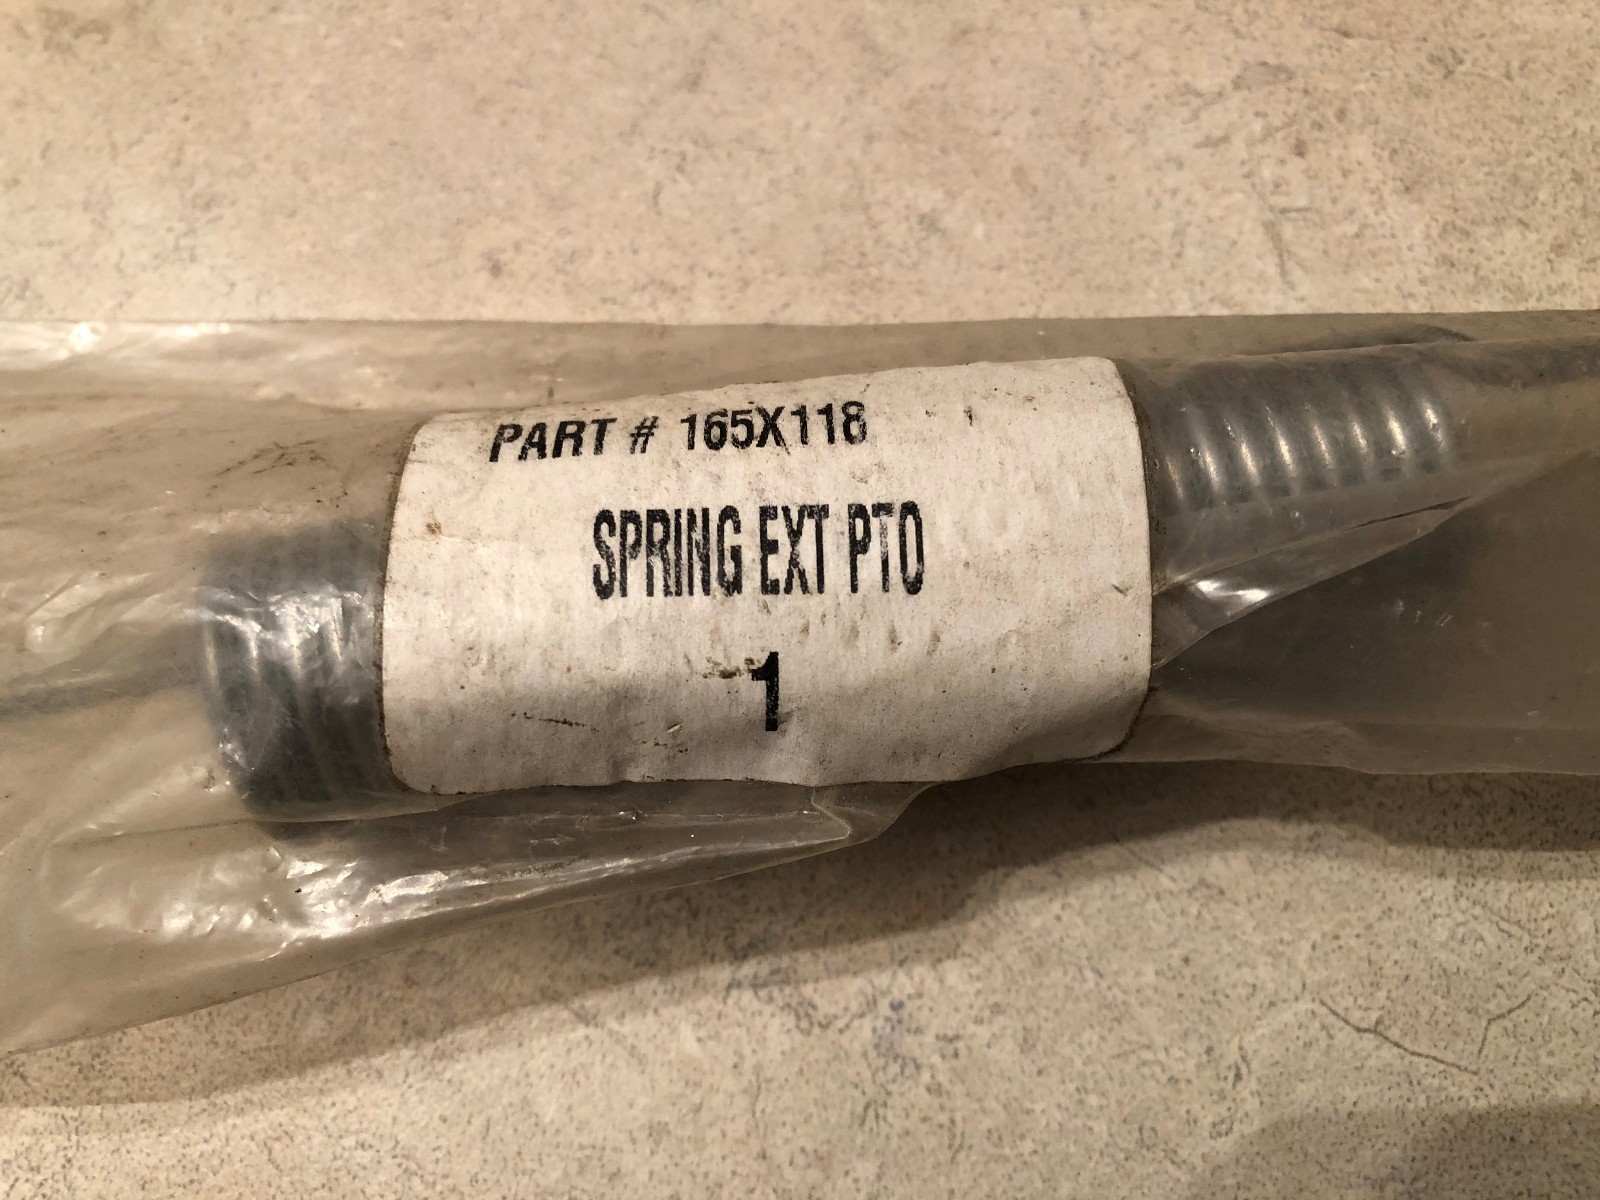 PART # 165X118
SPRING EXT PTO
1